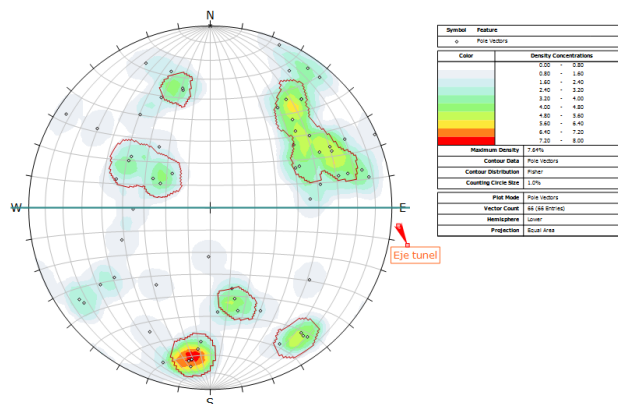 N
W
E
S
Eje tunel
Symbol Feature
Pole Vectors
Color Density Concentrations
0.00 - 0.80
0.80 - 1.60
1.60 - 2.40
2.40 - 3.20
3.20 - 4.00
4.00 - 4.80
4.80 - 5.60
5.60 - 6.40
6.40 - 7.20
7.20 - 8.00
Maximum Density 7.84%
Contour Data Pole Vectors
Contour Distribution Fisher
Counting Circle Size 1.0%
Plot Mode Pole Vectors
Vector Count 66 (66 Entries)
Hemisphere Lower
Projection Equal Area